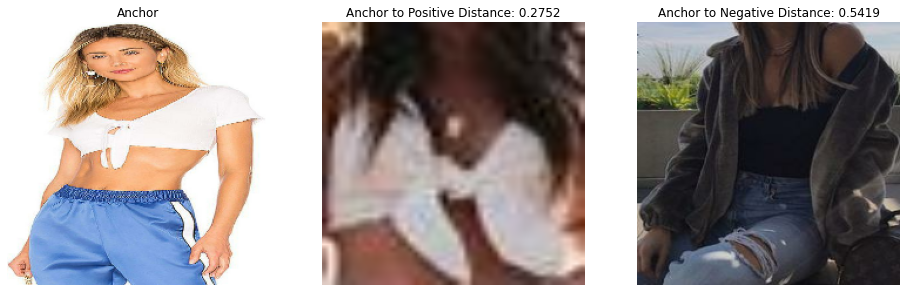 Anchor
Anchor to Positive Distance: 0.2752
Anchor to Negative Distance: 0.5419